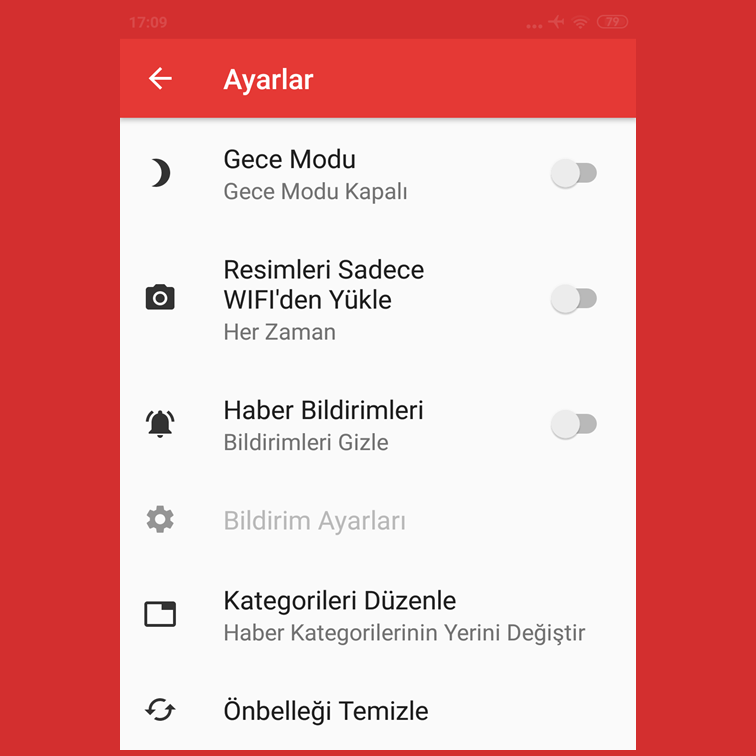 17:09
79
Ayarlar
Gece Modu
Gece Modu Kapalı
Resimleri Sadece
WIFI'den Yükle
Her Zaman
Haber Bildirimleri
Bildirimleri Gizle
Bildirim Ayarları
Kategorileri Düzenle
Haber Kategorilerinin Yerini Değiştir
Önbelleği Temizle